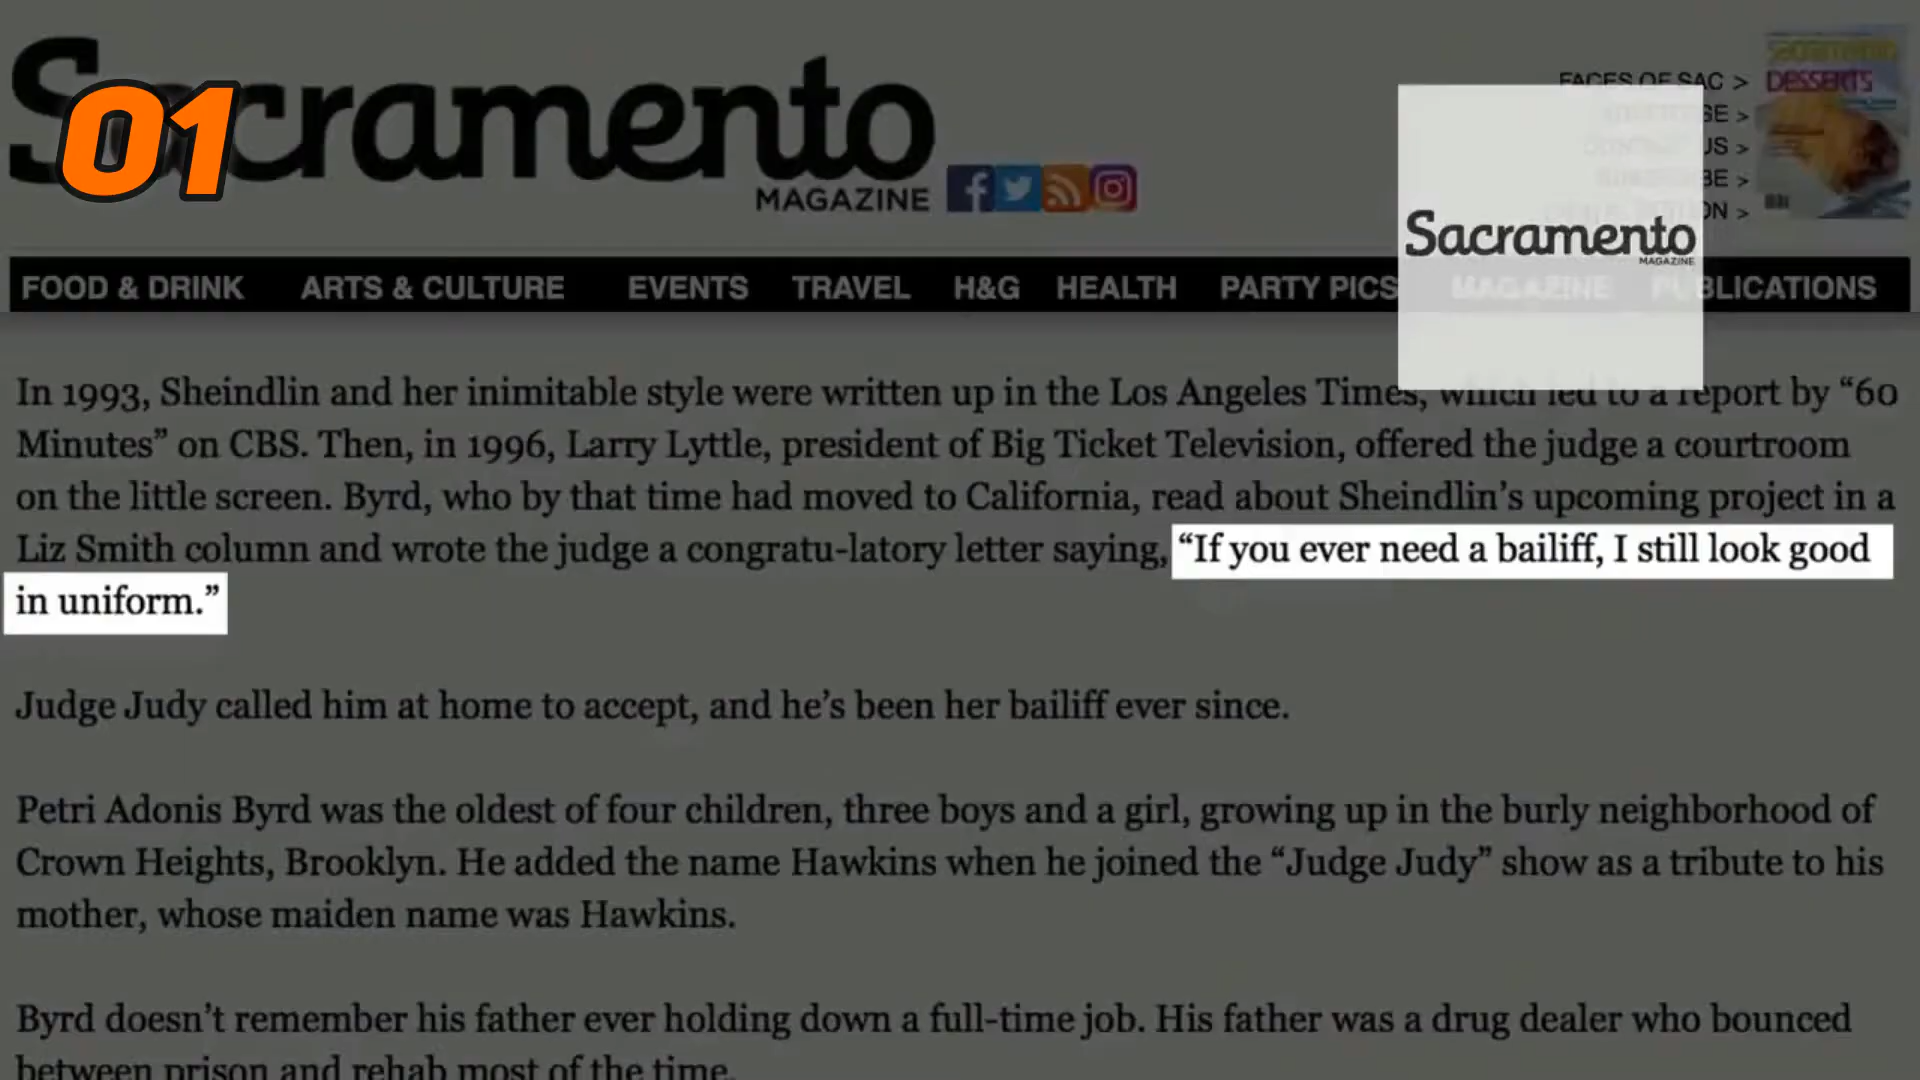 Sacramento
MAGAZINE
01
FACES OF SAC >
DESSERTS
Sacramento
MAGAZINE
FOOD & DRINK ARTS & CULTURE EVENTS TRAVEL H&G HEALTH PARTY PICS MAGAZINE PUBLICATIONS
In 1993, Sheindlin and her inimitable style were written up in the Los Angeles Times, which led to a report by “60
Minutes” on CBS. Then, in 1996, Larry Lyttle, president of Big Ticket Television, offered the judge a courtroom
on the little screen. Byrd, who by that time had moved to California, read about Sheindlin’s upcoming project in a
Liz Smith column and wrote the judge a congratu-latory letter saying, “If you ever need a bailiff, I still look good
in uniform.”
Judge Judy called him at home to accept, and he’s been her bailiff ever since.
Petri Adonis Byrd was the oldest of four children, three boys and a girl, growing up in the burly neighborhood of
Crown Heights, Brooklyn. He added the name Hawkins when he joined the “Judge Judy” show as a tribute to his
mother, whose maiden name was Hawkins.
Byrd doesn’t remember his father ever holding down a full-time job. His father was a drug dealer who bounced
between prison and rehab most of the time.